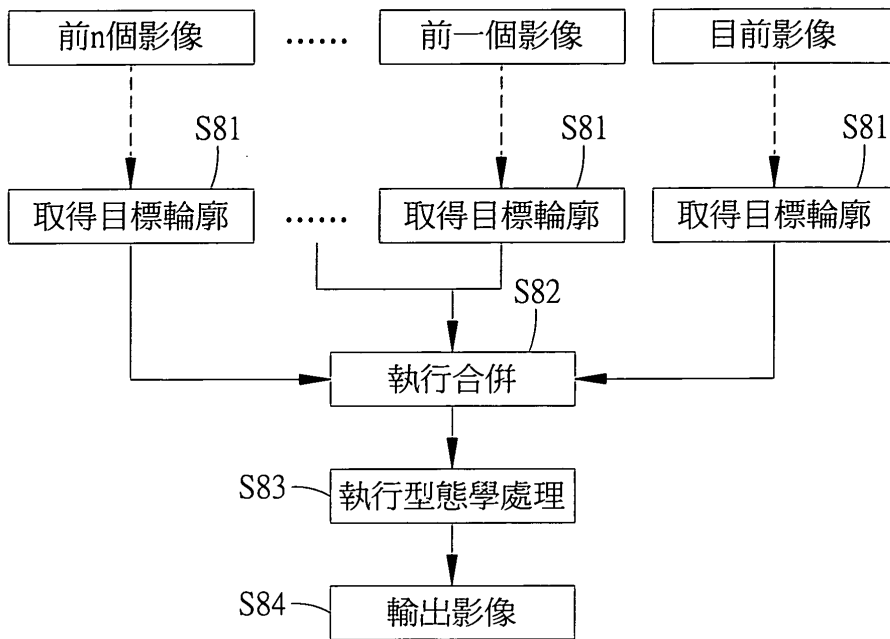 前n個影像 ...... 前一個影像 目前影像
S81 S81 S81
取得目標輪廓 ...... 取得目標輪廓 取得目標輪廓
S82
執行合併
S83 執行型態學處理
S84 輸出影像